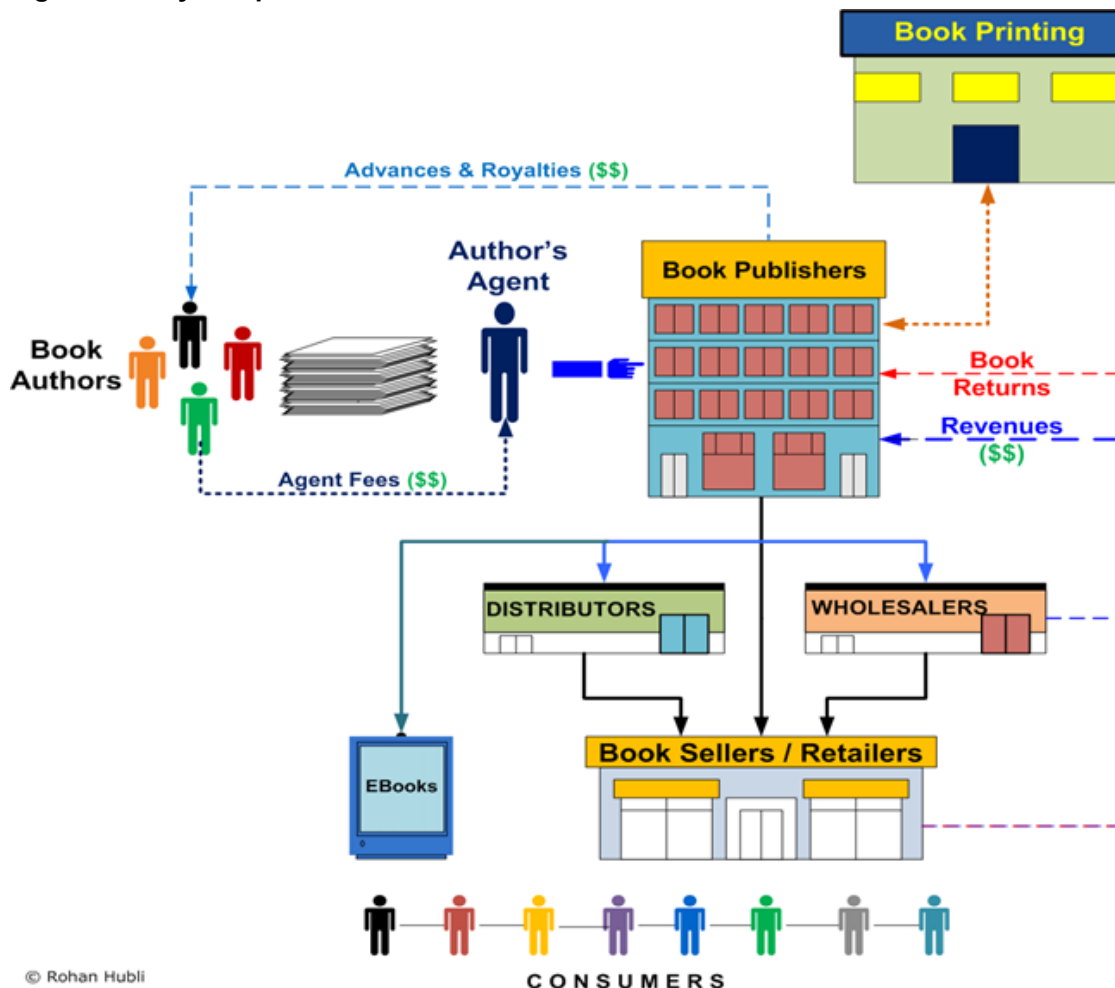 Book Printing
Advances & Royalties ($$)
Author's
Agent
Book Publishers
Book
Authors
Book
Returns
Revenues
($$)
Agent Fees ($$)
DISTRIBUTORS
WHOLESALERS
Book Sellers / Retailers
EBooks
© Rohan Hubli
CONSUMERS